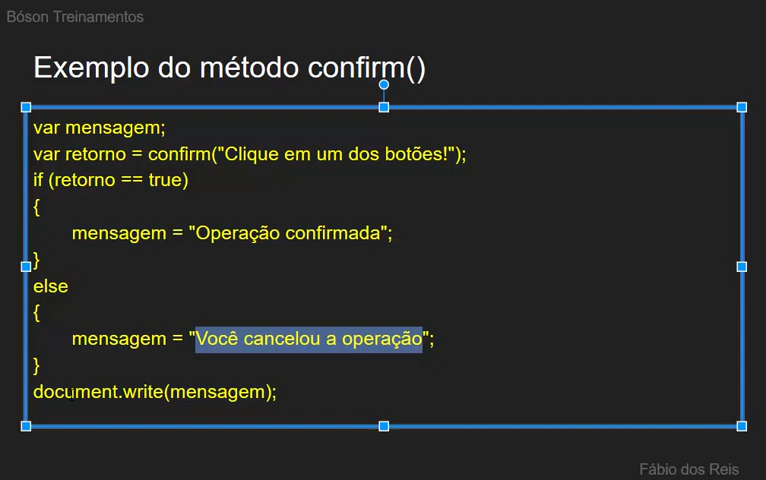 Bóson Treinamentos
Exemplo do método confirm()
var mensagem;
var retorno = confirm("Clique em um dos botões!");
if (retorno == true)
{
mensagem = "Operação confirmada";
}
else
{
mensagem = "Você cancelou a operação";
}
document.write(mensagem);
Fábio dos Reis